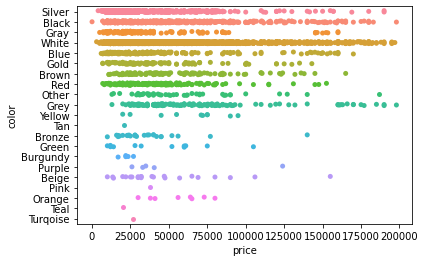 Silver
Black
Gray
White
Blue
Gold
Brown
Red
Other
Grey
Yellow
Tan
Bronze
Green
Burgundy
Purple
Beige
Pink
Orange
Teal
Turqoise
color
0 25000 50000 75000 100000 125000 150000 175000 200000
price